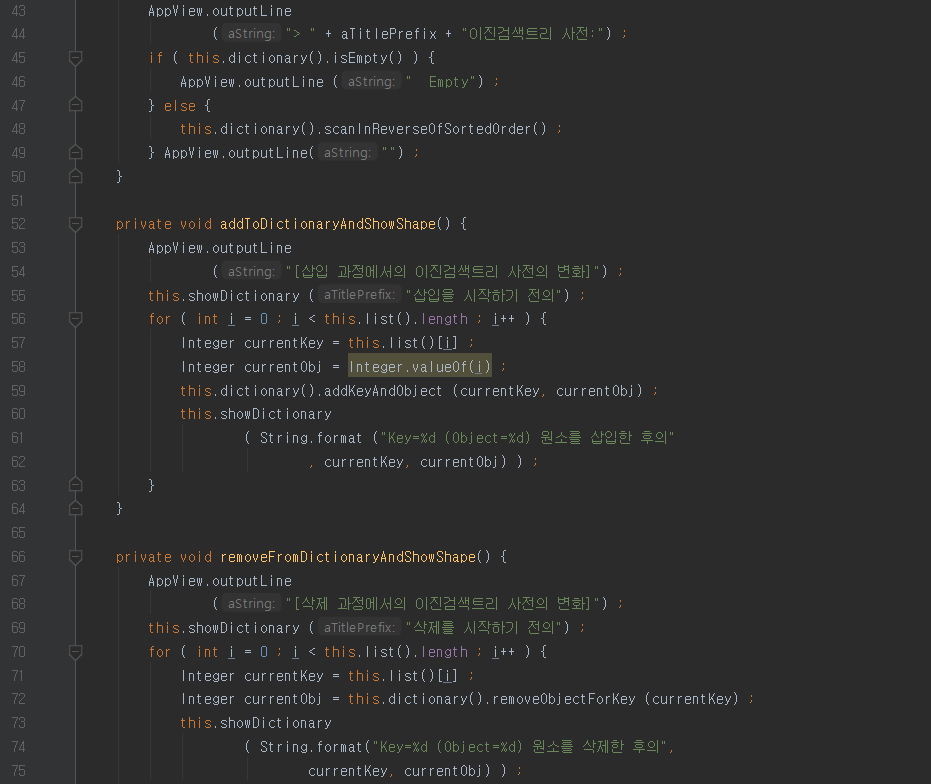 43 AppView.outputLine
44 ( aString: "> " + aTitlePrefix + "이진검색트리 사전:") ;
45 if ( this.dictionary().isEmpty() ) {
46 AppView.outputLine ( aString: "  Empty") ;
47 } else {
48 this.dictionary().scanInReverseOfSortedOrder() ;
49 } AppView.outputLine( aString: "") ;
50 }
51
52 private void addToDictionaryAndShowShape() {
53 AppView.outputLine
54 ( aString: "[삽입 과정에서의 이진검색트리 사전의 변화]") ;
55 this.showDictionary ( aTitlePrefix: "삽입을 시작하기 전의") ;
56 for ( int i = 0 ; i < this.list().length ; i++ ) {
57 Integer currentKey = this.list()[i] ;
58 Integer currentObj = Integer.valueOf(i) ;
59 this.dictionary().addKeyAndObject (currentKey, currentObj) ;
60 this.showDictionary
61 ( String.format ("Key=%d (Object=%d) 원소를 삽입한 후의"
62 , currentKey, currentObj) ) ;
63 }
64 }
65
66 private void removeFromDictionaryAndShowShape() {
67 AppView.outputLine
68 ( aString: "[삭제 과정에서의 이진검색트리 사전의 변화]") ;
69 this.showDictionary ( aTitlePrefix: "삭제를 시작하기 전의") ;
70 for ( int i = 0 ; i < this.list().length ; i++ ) {
71 Integer currentKey = this.list()[i] ;
72 Integer currentObj = this.dictionary().removeObjectForKey (currentKey) ;
73 this.showDictionary
74 ( String.format("Key=%d (Object=%d) 원소를 삭제한 후의",
75 currentKey, currentObj) ) ;